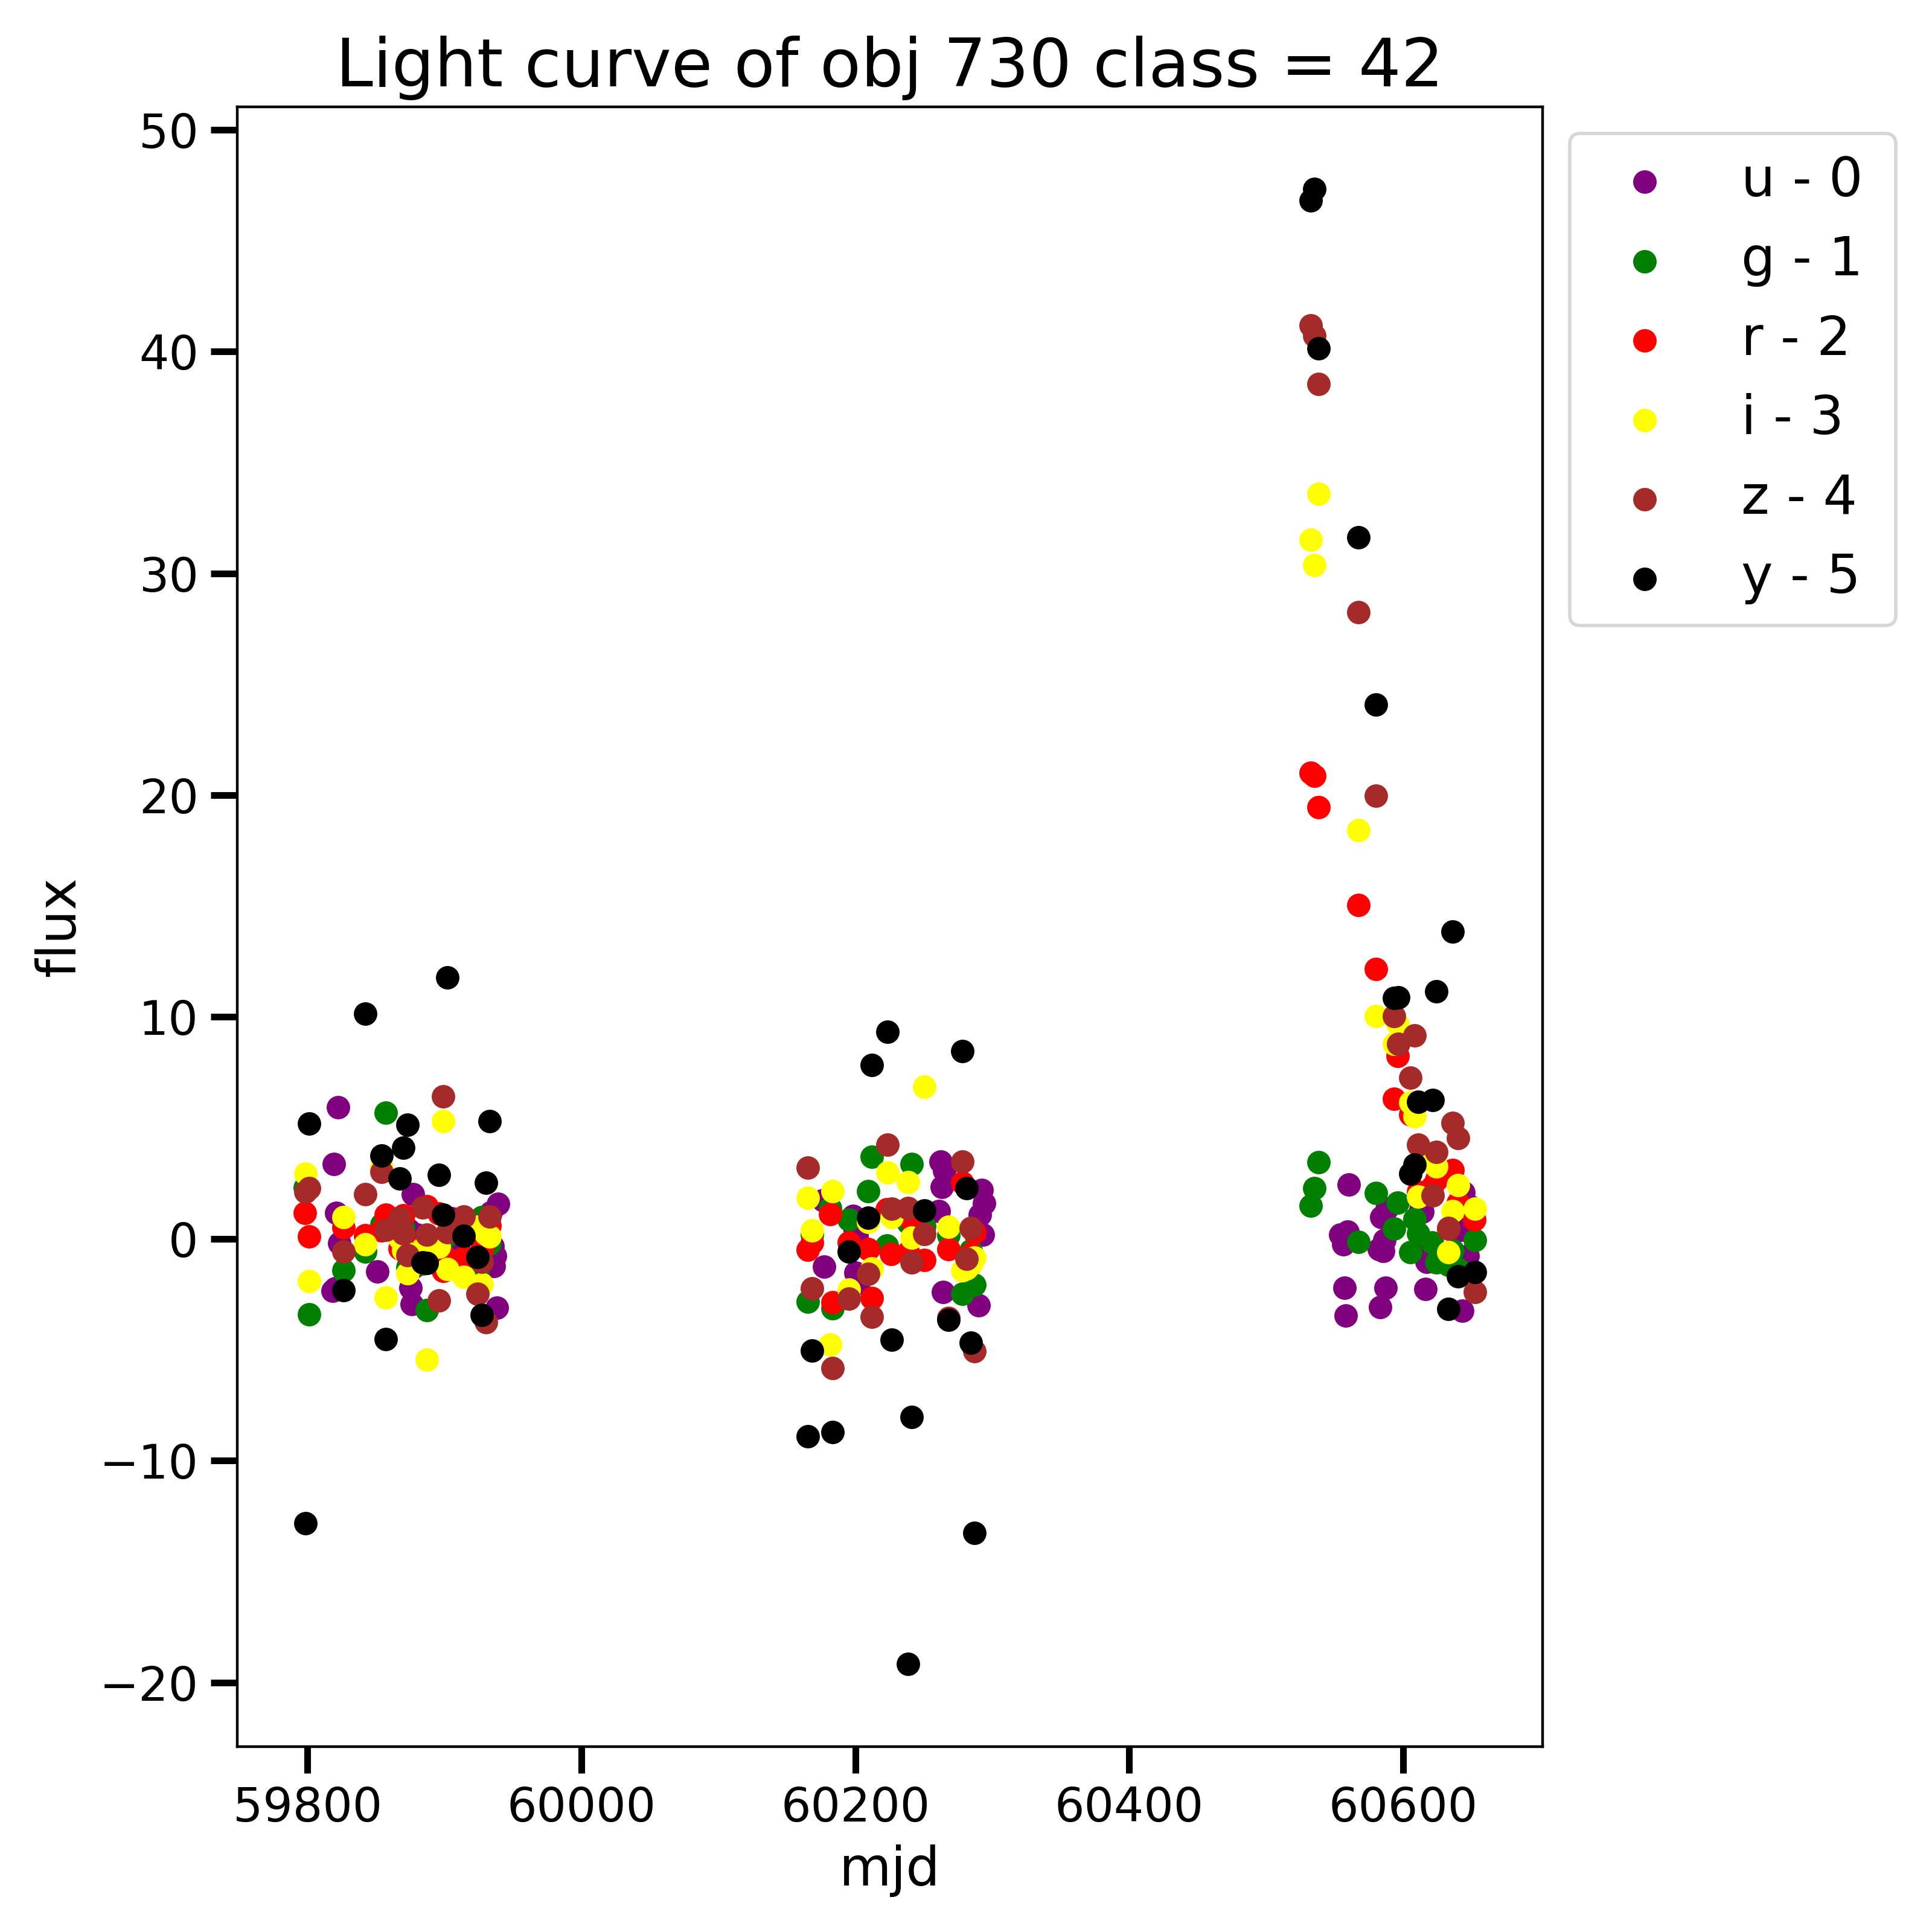 Light curve of obj 730 class = 42
50
40
30
20
10
0
−10
−20
flux
59800 60000 60200 60400 60600
mjd
u - 0
g - 1
r - 2
i - 3
z - 4
y - 5